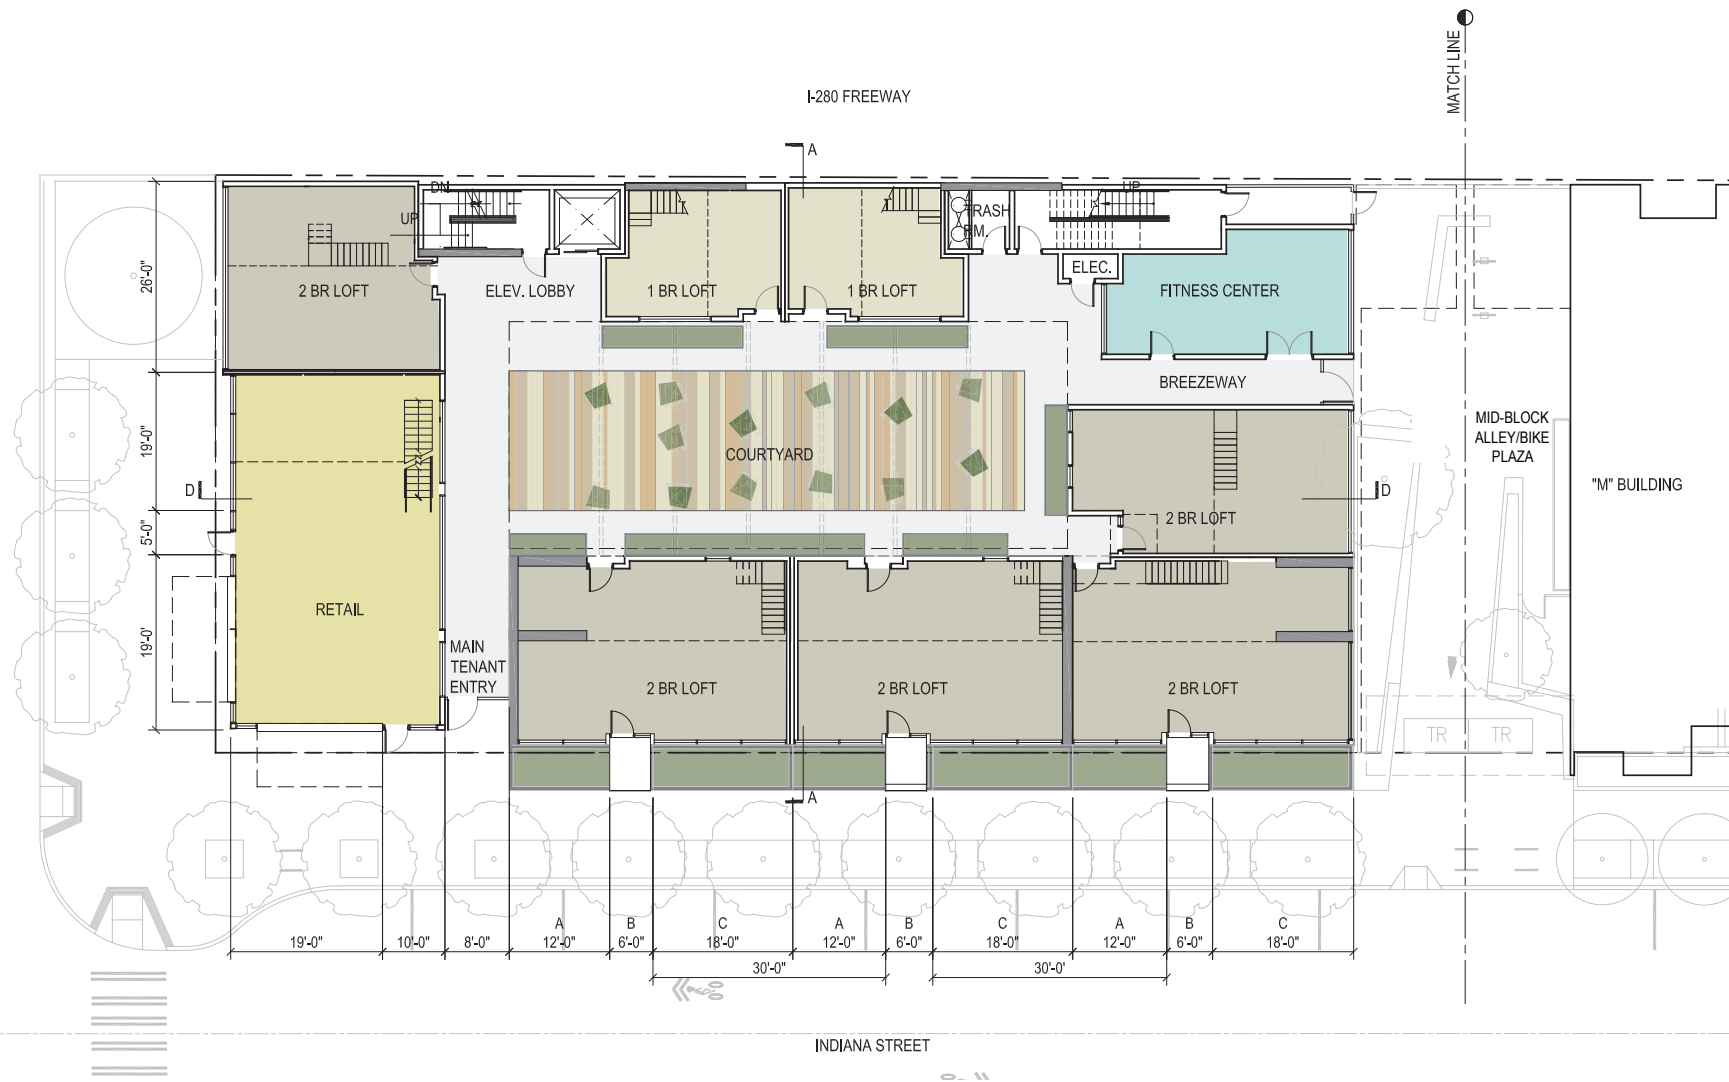 MATCH LINE
I-280 FREEWAY
A
DN
UP
UP
TRASH
RM.
ELEC.
26'-0"
2 BR LOFT
ELEV. LOBBY
1 BR LOFT
1 BR LOFT
FITNESS CENTER
BREEZEWAY
19'-0"
MID-BLOCK
ALLEY/BIKE
PLAZA
COURTYARD
D
D
"M" BUILDING
2 BR LOFT
5'-0"
RETAIL
19'-0"
MAIN
TENANT
ENTRY
2 BR LOFT
2 BR LOFT
2 BR LOFT
TR
TR
A
A
B
C
A
B
C
A
B
C
19'-0"
10'-0"
8'-0"
12'-0"
6'-0"
18'-0"
12'-0"
6'-0"
18'-0"
12'-0"
6'-0"
18'-0"
30'-0"
30'-0'
INDIANA STREET